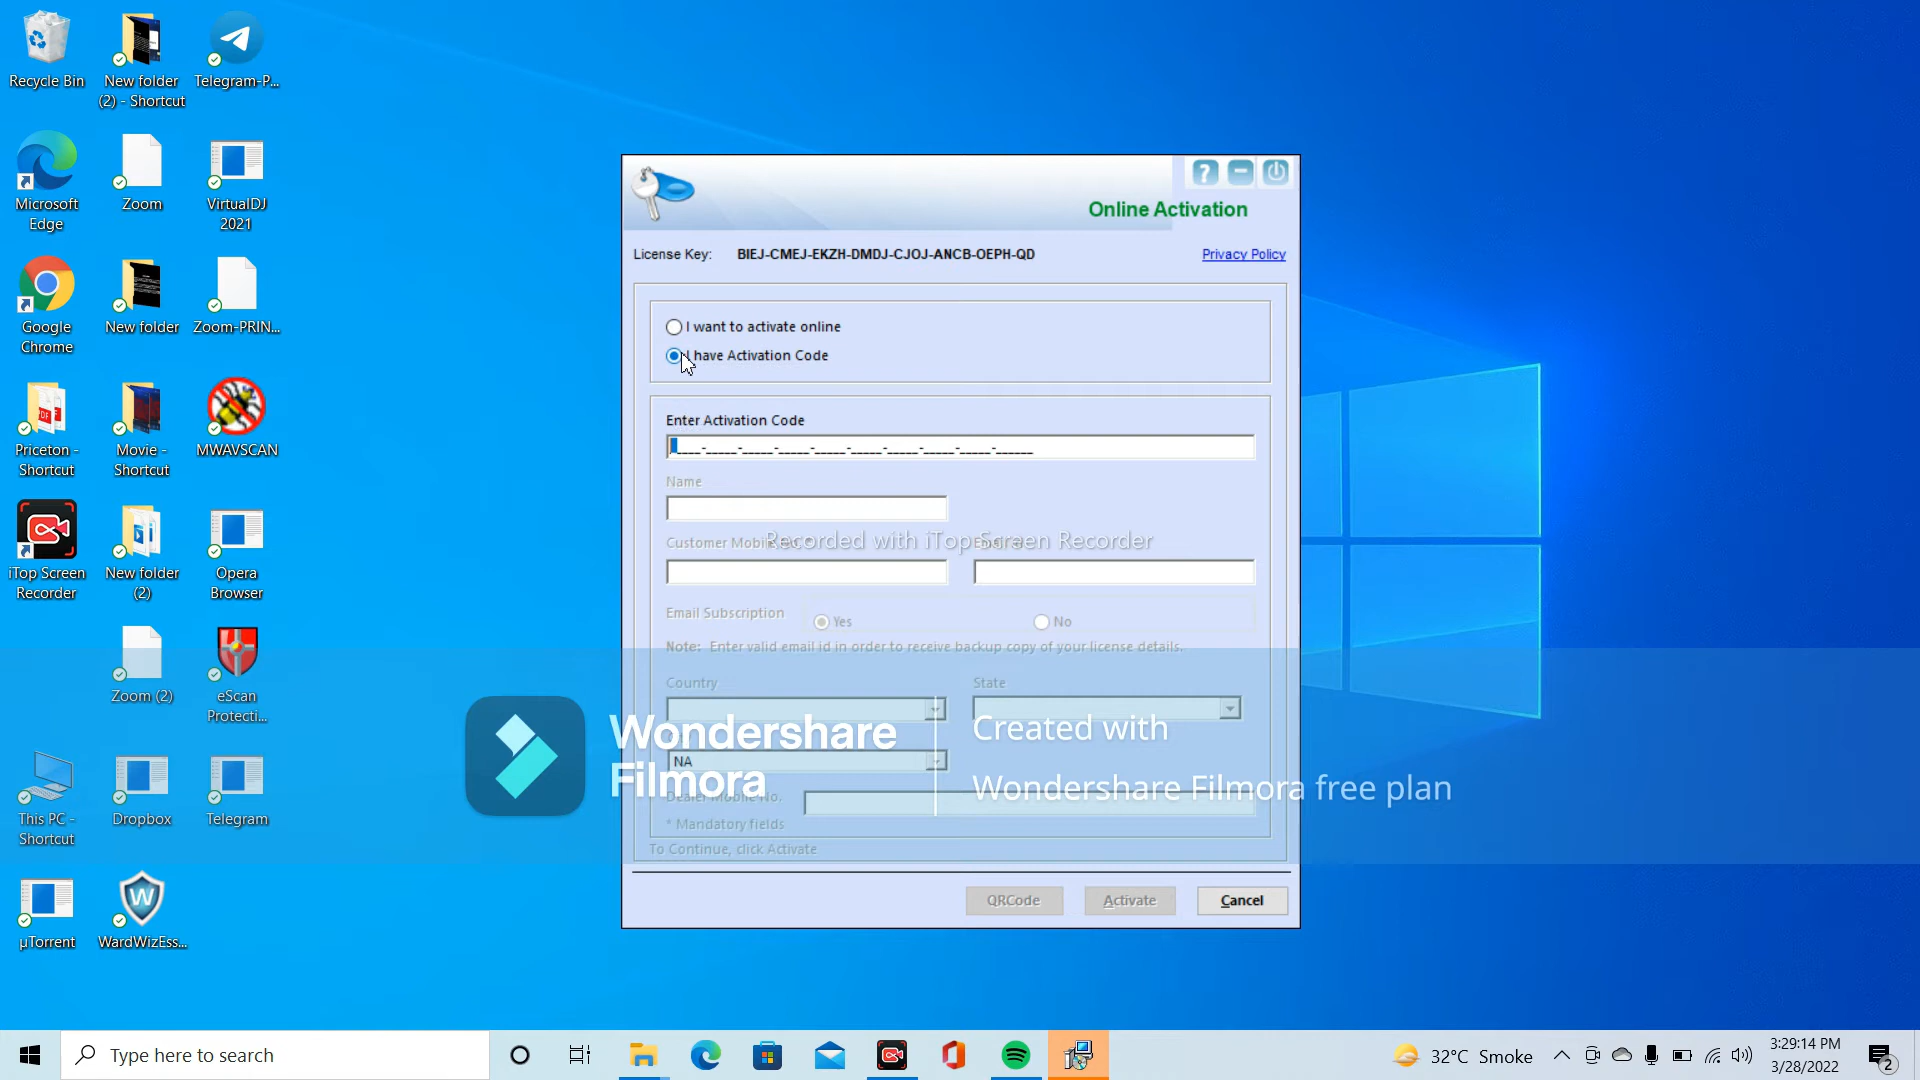 Recycle Bin
New folder
(2) - Shortcut
Telegram-P...
Microsoft
Edge
Zoom
VirtualDJ
2021
Google
Chrome
New folder
Zoom-PRIN...
Priceton -
Shortcut
Movie -
Shortcut
MWAVSCAN
iTop Screen
Recorder
New folder
(2)
Opera
Browser
Zoom (2)
eScan
Protecti...
This PC -
Shortcut
Dropbox
Telegram
µTorrent
WardWizEss...
Online Activation
License Key: BIEJ-CMEJ-EKZH-DMDJ-CJOJ-ANCB-OEPH-QD
Privacy Policy
I want to activate online
I have Activation Code
Enter Activation Code
Name
Customer Mobile
Recorded with iTop Screen Recorder
Email Subscription
Yes
No
Note: Enter valid email id in order to receive backup copy of your license details.
Country
State
NA
Dealer Mobile No.
* Mandatory fields
To Continue, click Activate
QRCode
Activate
Cancel
Wondershare
Filmora
Created with
Wondershare Filmora free plan
Type here to search
32°C Smoke
3:29:14 PM
3/28/2022
2